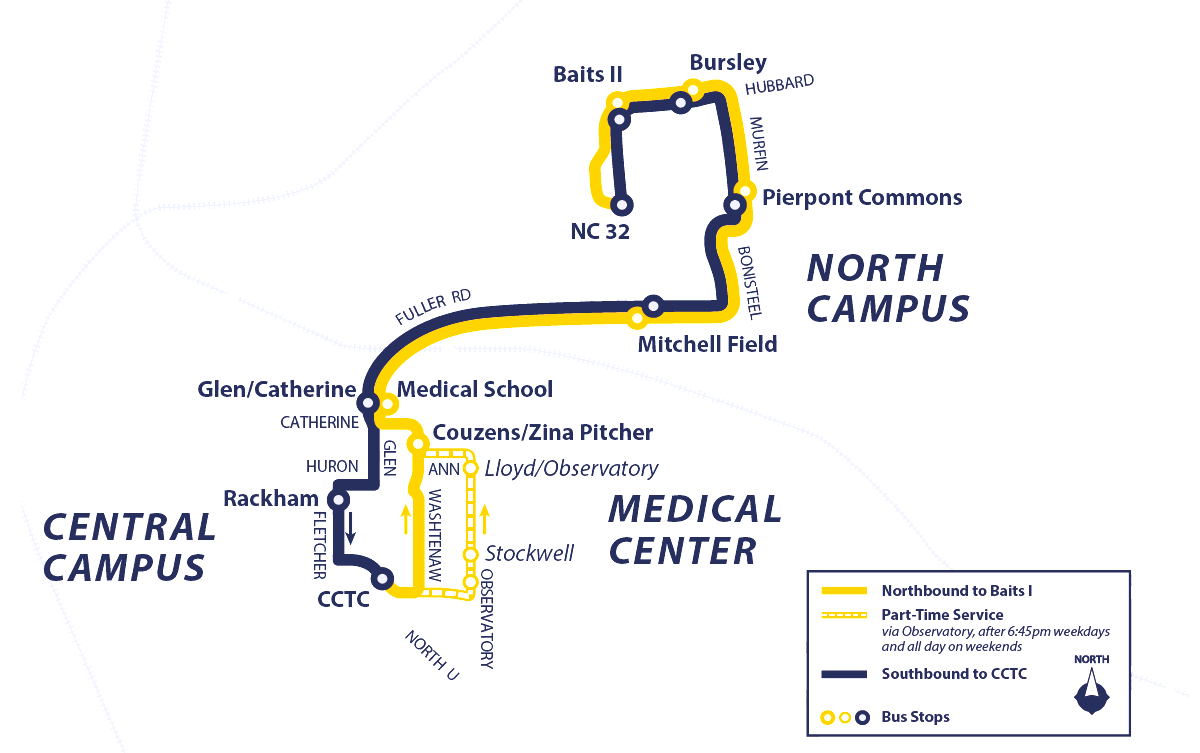 Bursley
Baits II
HUBBARD
MURFIN
Pierpont Commons
NC 32
BONISTEEL
NORTH
CAMPUS
FULLER RD
Mitchell Field
Glen/Catherine
Medical School
CATHERINE
Couzens/Zina Pitcher
GLEN
HURON
ANN
Lloyd/Observatory
Rackham
WASHTENAW
FLETCHER
CENTRAL
CAMPUS
MEDICAL
CENTER
Stockwell
CCTC
OBSERVATORY
NORTH U
Northbound to Baits I
Part-Time Service
via Observatory, after 6:45pm weekdays
and all day on weekends
NORTH
Southbound to CCTC
Bus Stops